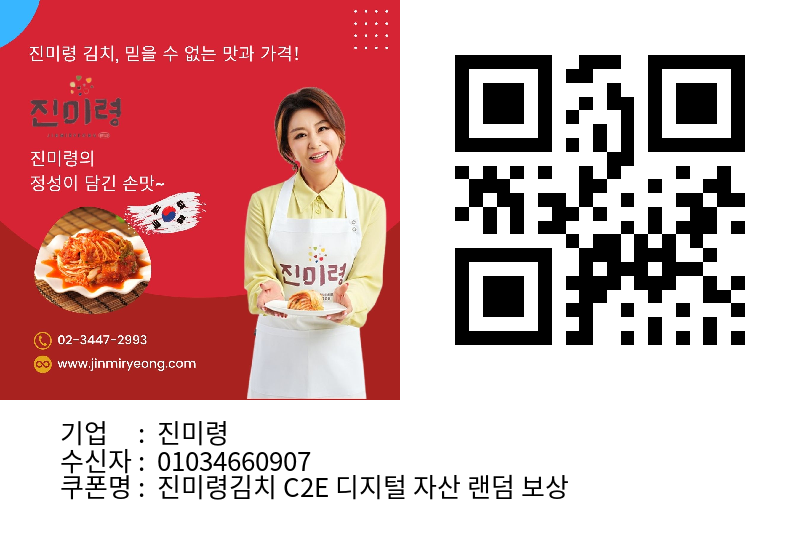 진미령 김치, 믿을 수 없는 맛과 가격!
진미령
진미령의
정성이 담긴 손맛~
진미령
02-3447-2993
www.jinmiryeong.com
기업 : 진미령
수신자 : 01034660907
쿠폰명 : 진미령김치 C2E 디지털 자산 랜덤 보상